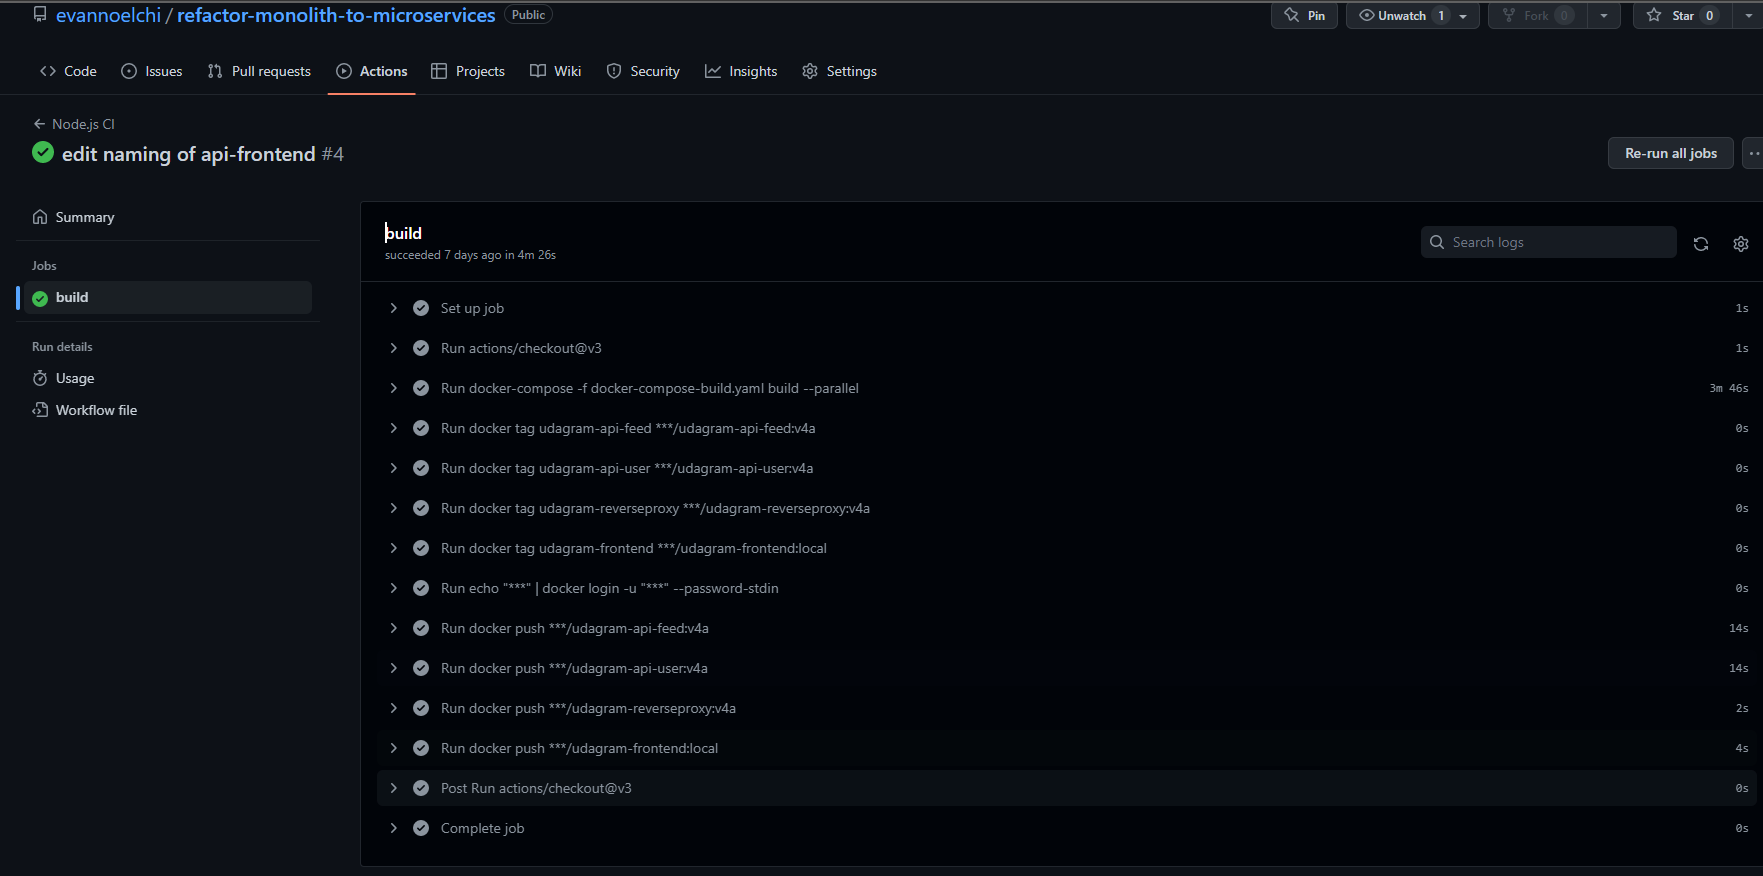 evannoelchi / refactor-monolith-to-microservices Public
Pin Unwatch 1 Fork 0 Star 0
Code Issues Pull requests Actions Projects Wiki Security Insights Settings
← Node.js CI
edit naming of api-frontend #4
Re-run all jobs ...
Summary
Jobs
build
Run details
Usage
Workflow file
build
succeeded 7 days ago in 4m 26s
Search logs
Set up job 1s
Run actions/checkout@v3 1s
Run docker-compose -f docker-compose-build.yaml build --parallel 3m 46s
Run docker tag udagram-api-feed ***/udagram-api-feed:v4a 0s
Run docker tag udagram-api-user ***/udagram-api-user:v4a 0s
Run docker tag udagram-reverseproxy ***/udagram-reverseproxy:v4a 0s
Run docker tag udagram-frontend ***/udagram-frontend:local 0s
Run echo "***" | docker login -u "***" --password-stdin 0s
Run docker push ***/udagram-api-feed:v4a 14s
Run docker push ***/udagram-api-user:v4a 14s
Run docker push ***/udagram-reverseproxy:v4a 2s
Run docker push ***/udagram-frontend:local 4s
Post Run actions/checkout@v3 0s
Complete job 0s